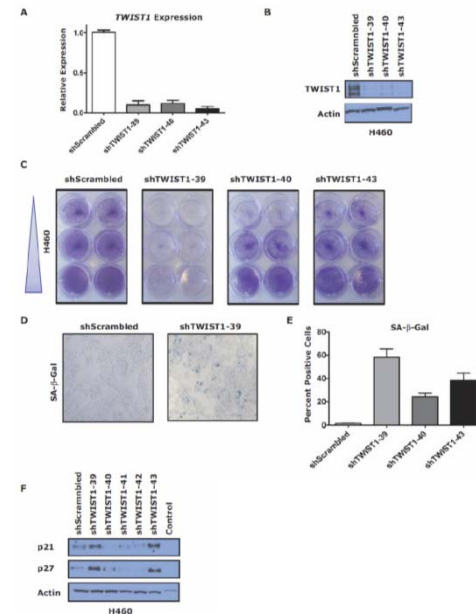 A
TWIST1 Expression
Relative Expression
1.0
0.5
0.0
shScrambled
shTWIST1-39
shTWIST1-40
shTWIST1-43
B
shScrambled
shTWIST1-39
shTWIST1-40
shTWIST1-43
TWIST1
Actin
H460
C
shScrambled shTWIST1-39 shTWIST1-40 shTWIST1-43
H460
D
shScrambled shTWIST1-39
SA-β-Gal
E
SA-β-Gal
Percent Positive Cells
80
60
40
20
0
shScrambled
shTWIST1-39
shTWIST1-40
shTWIST1-43
F
shScrambled
shTWIST1-39
shTWIST1-40
shTWIST1-41
shTWIST1-42
shTWIST1-43
Control
p21
p27
Actin
H460